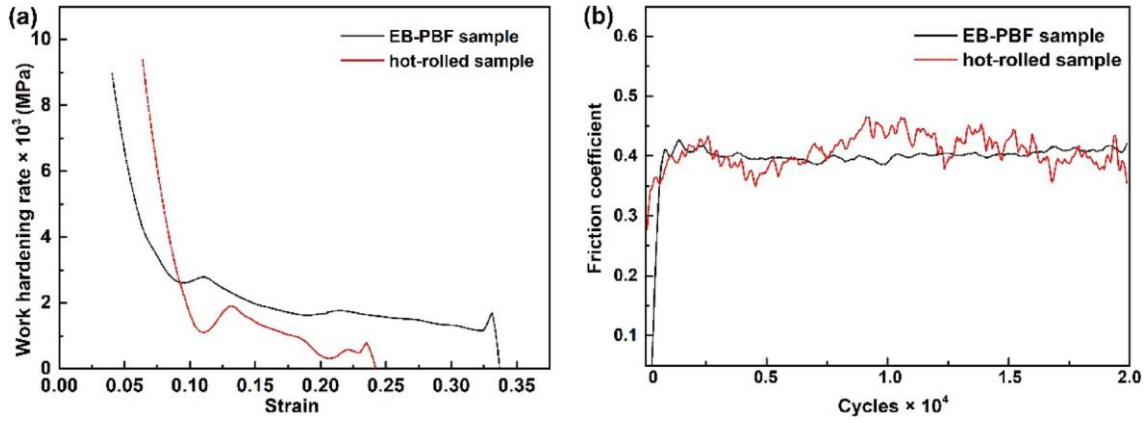 (a)
EB-PBF sample
hot-rolled sample
Work hardening rate × 10³ (MPa)
10
8
6
4
2
0
0.00 0.05 0.10 0.15 0.20 0.25 0.30 0.35
Strain
(b)
EB-PBF sample
hot-rolled sample
Friction coefficient
0.6
0.5
0.4
0.3
0.2
0.1
0 0.5 1.0 1.5 2.0
Cycles × 10⁴